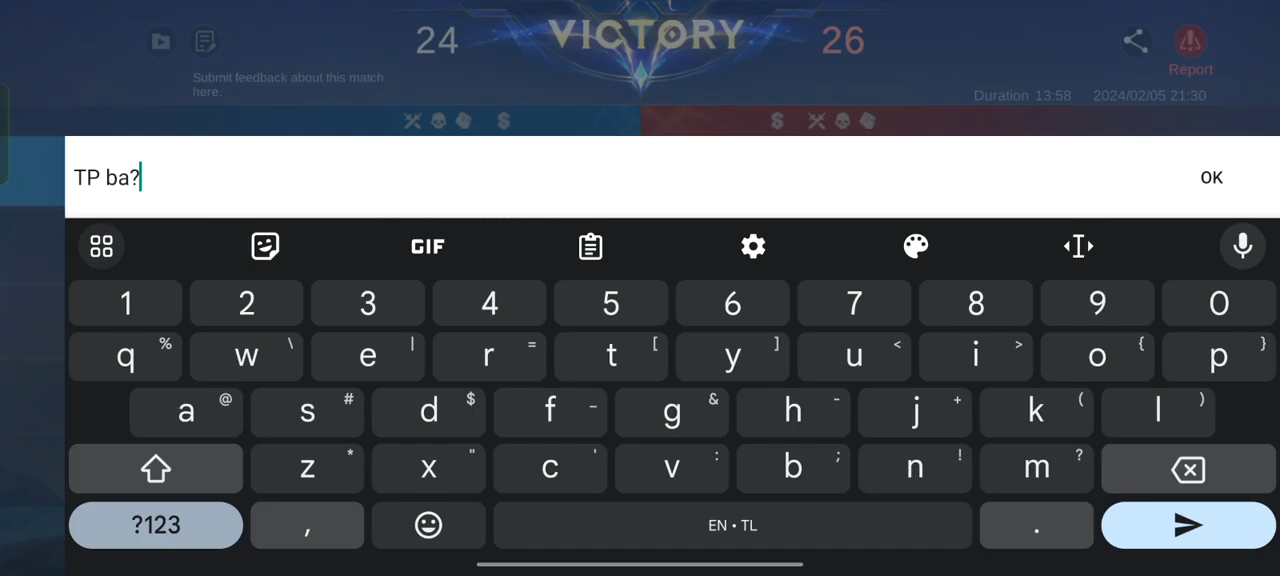 24 VICTORY 26
Submit feedback about this match
here.
Report
Duration 13:58 2024/02/05 21:30
$ $
TP ba? OK
GIF
1 2 3 4 5 6 7 8 9 0
q % w \ e | r = t [ y ] u < i > o { p }
a @ s # d $ f _ g & h - j + k ( l )
z * x " c ' v : b ; n ! m ?
?123 , EN • TL .